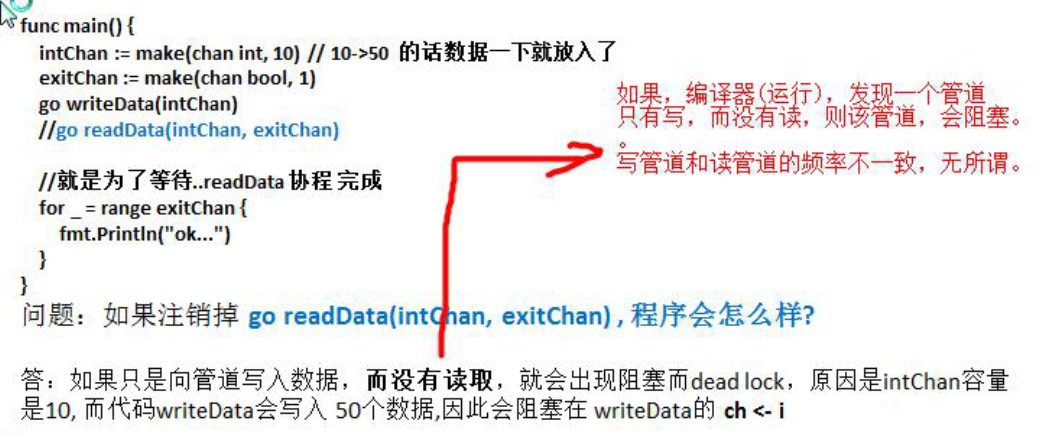 func main() {
intChan := make(chan int, 10) // 10->50 的话数据一下就放入了
exitChan := make(chan bool, 1)
go writeData(intChan)
//go readData(intChan, exitChan)
//就是为了等待..readData 协程 完成
for _ = range exitChan {
fmt.Println("ok...")
}
}
如果，编译器(运行)，发现一个管道
只有写，而没有读，则该管道，会阻塞。
。
写管道和读管道的频率不一致，无所谓。
问题：如果注销掉 go readData(intChan, exitChan) , 程序会怎么样?
答：如果只是向管道写入数据，而没有读取，就会出现阻塞而dead lock，原因是intChan容量
是10, 而代码writeData会写入 50个数据,因此会阻塞在 writeData的 ch <- i